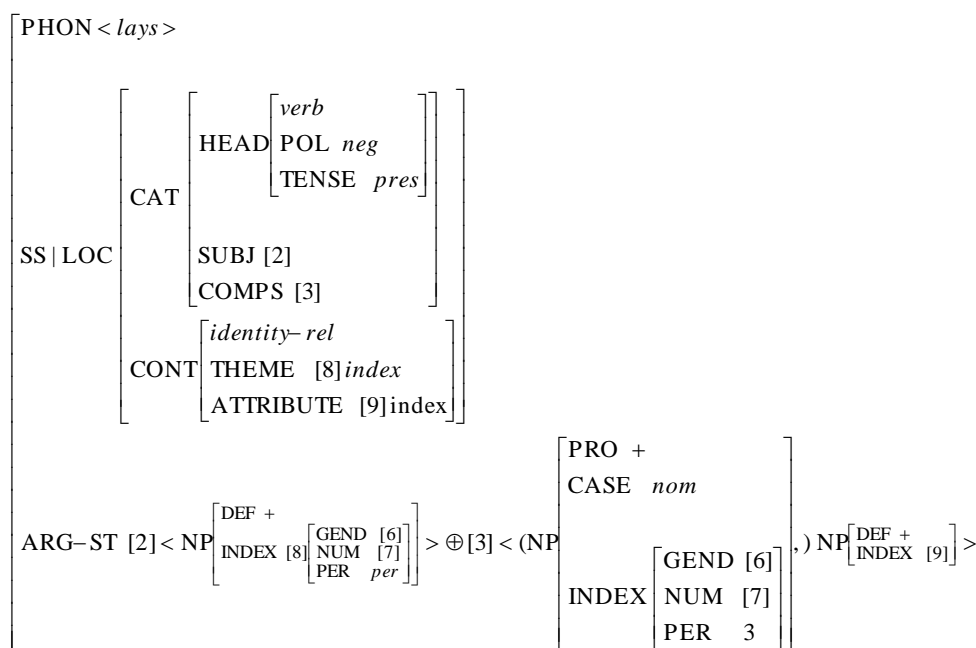 PHON < lays >
verb
HEAD POL neg
TENSE pres
CAT
SUBJ [2]
SS | LOC
COMPS [3]
identity– rel
CONT THEME [8] index
ATTRIBUTE [9] index
PRO +
CASE nom
DEF +
ARG–ST [2] < NP INDEX [8] GEND [6] NUM [7] PER per > ⊕ [3] < (NP INDEX GEND [6] NUM [7] PER 3 ,) NP DEF + INDEX [9] >